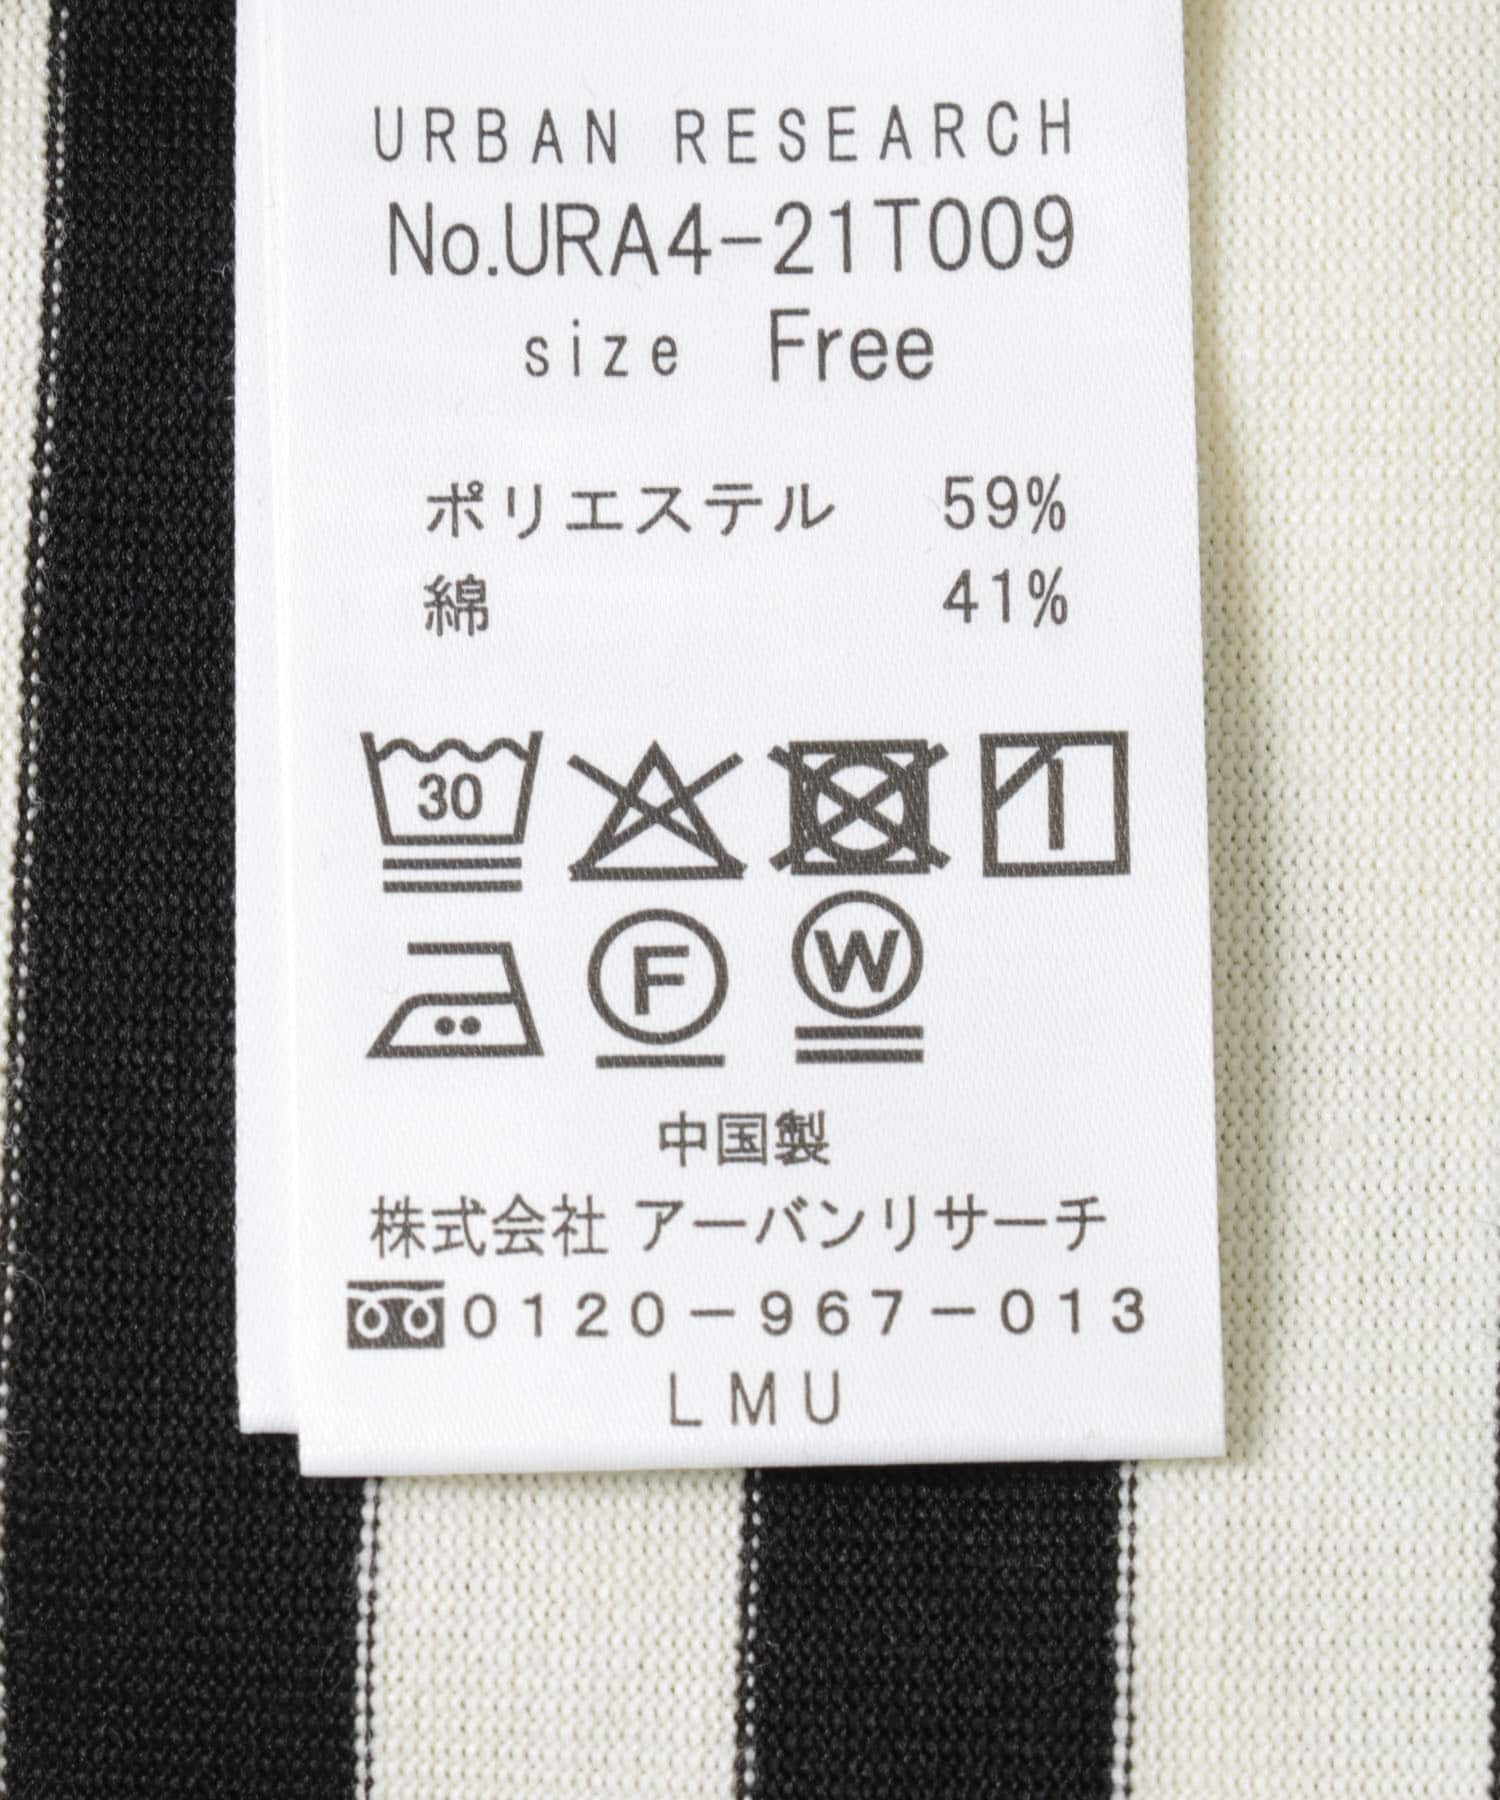 URBAN RESEARCH
No.URA4-21T009
size Free
ポリエステル 59%
綿 41%
30
F W
中国製
株式会社 アーバンリサーチ
0120-967-013
LMU